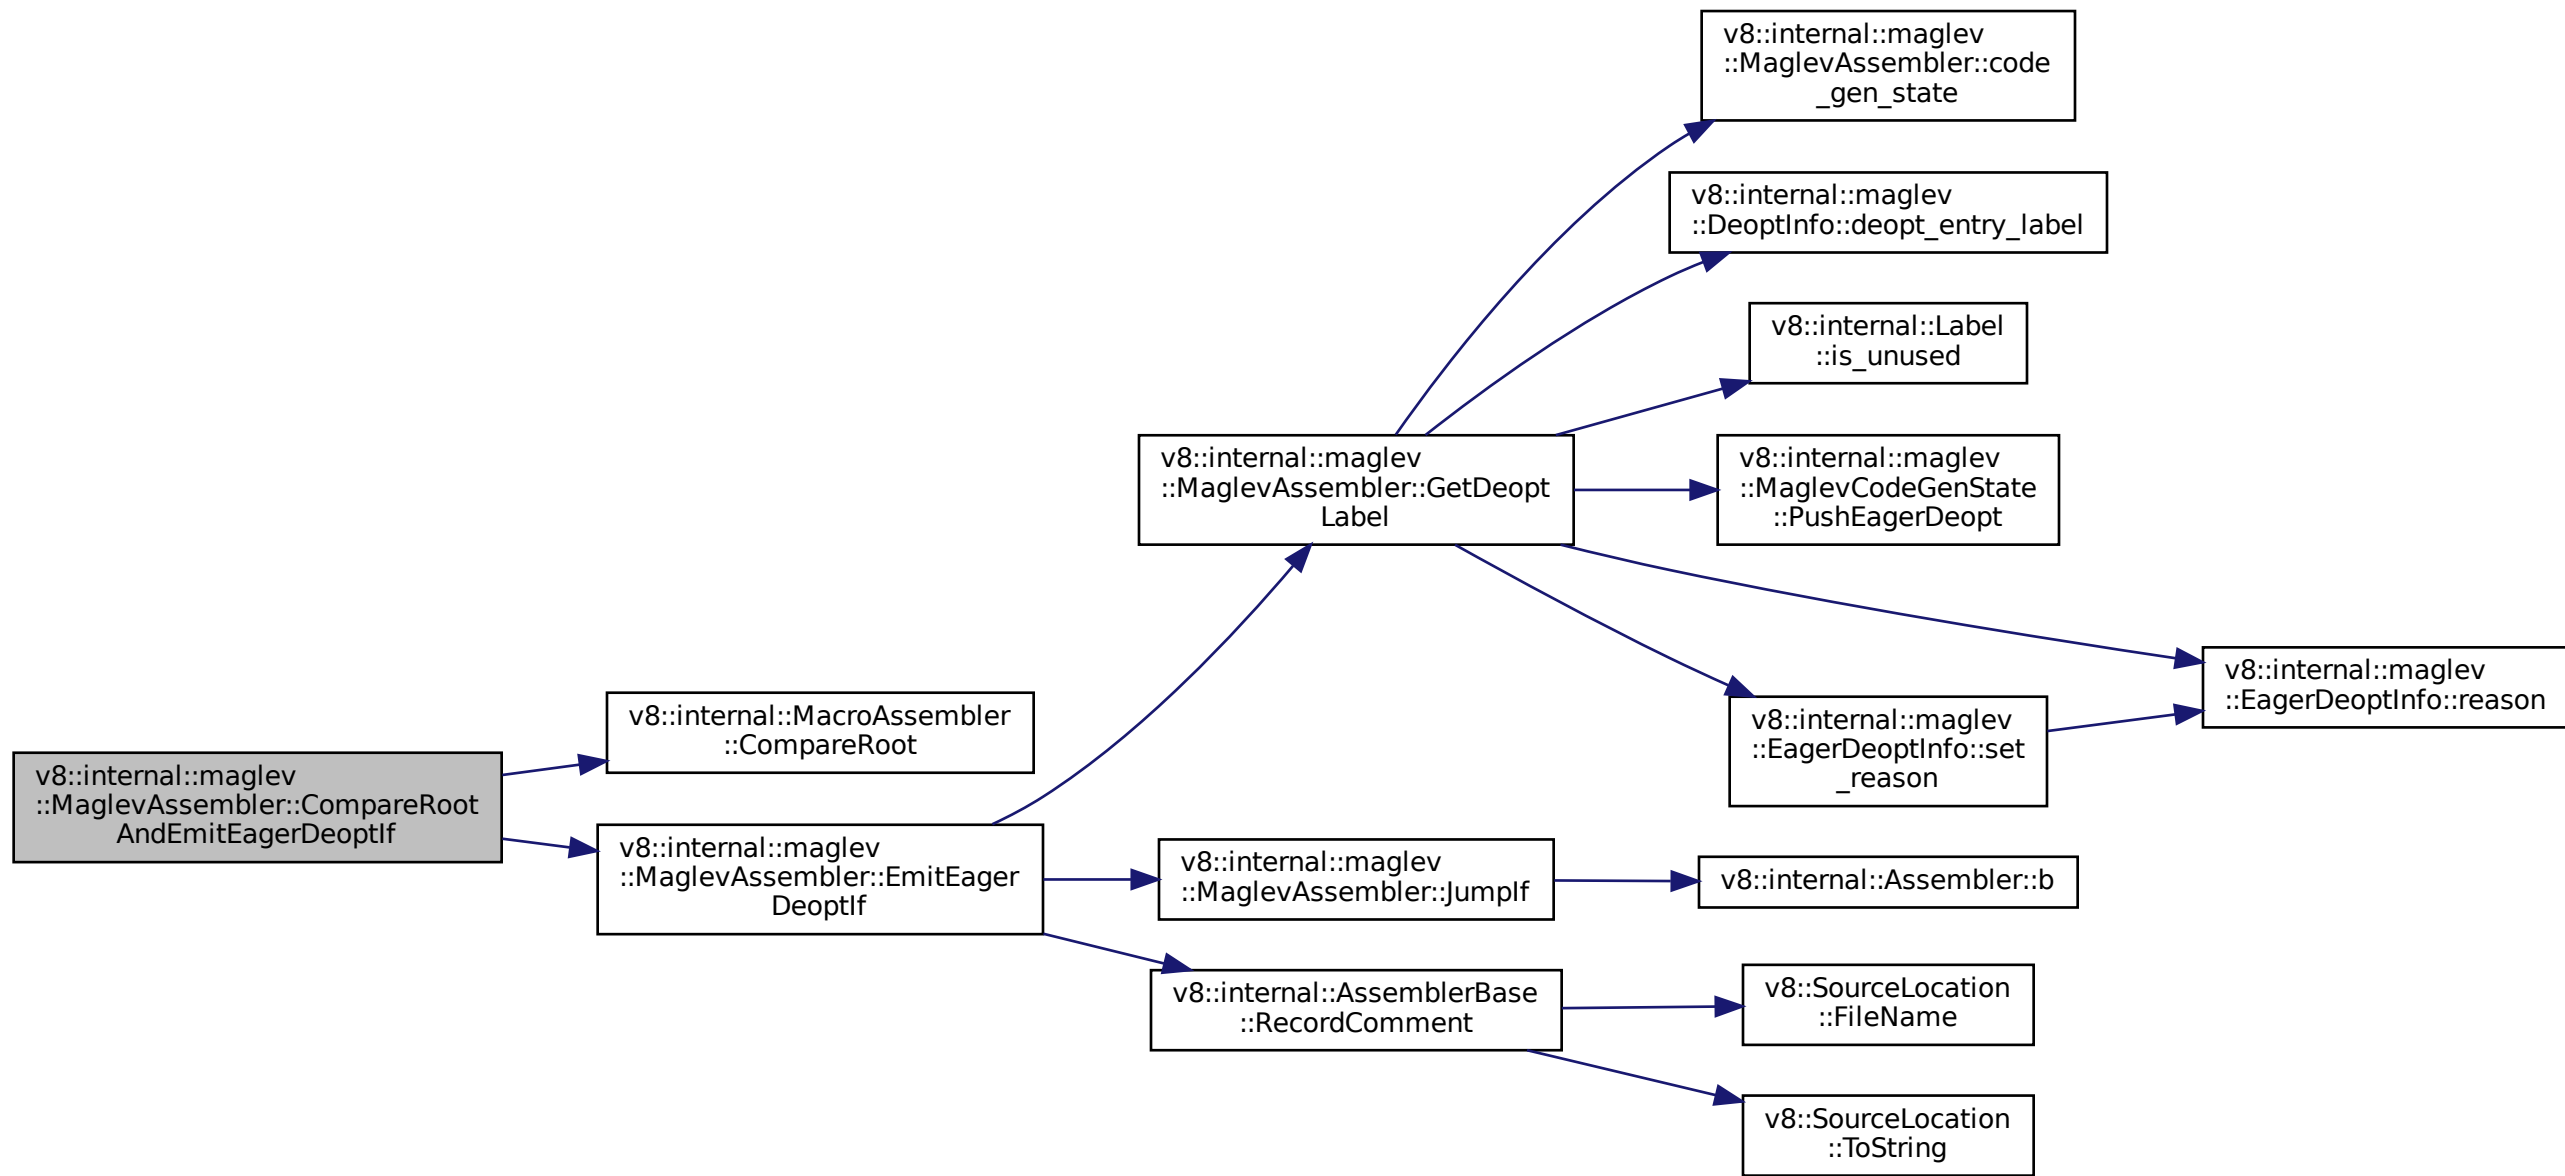 v8::internal::maglev
::MaglevAssembler::code
_gen_state
v8::internal::maglev
::DeoptInfo::deopt_entry_label
v8::internal::Label
::is_unused
v8::internal::maglev
::MaglevAssembler::GetDeopt
Label
v8::internal::maglev
::MaglevCodeGenState
::PushEagerDeopt
v8::internal::maglev
::EagerDeoptInfo::reason
v8::internal::MacroAssembler
::CompareRoot
v8::internal::maglev
::EagerDeoptInfo::set
_reason
v8::internal::maglev
::MaglevAssembler::CompareRoot
AndEmitEagerDeoptIf
v8::internal::maglev
::MaglevAssembler::EmitEager
DeoptIf
v8::internal::maglev
::MaglevAssembler::JumpIf
v8::internal::Assembler::b
v8::internal::AssemblerBase
::RecordComment
v8::SourceLocation
::FileName
v8::SourceLocation
::ToString